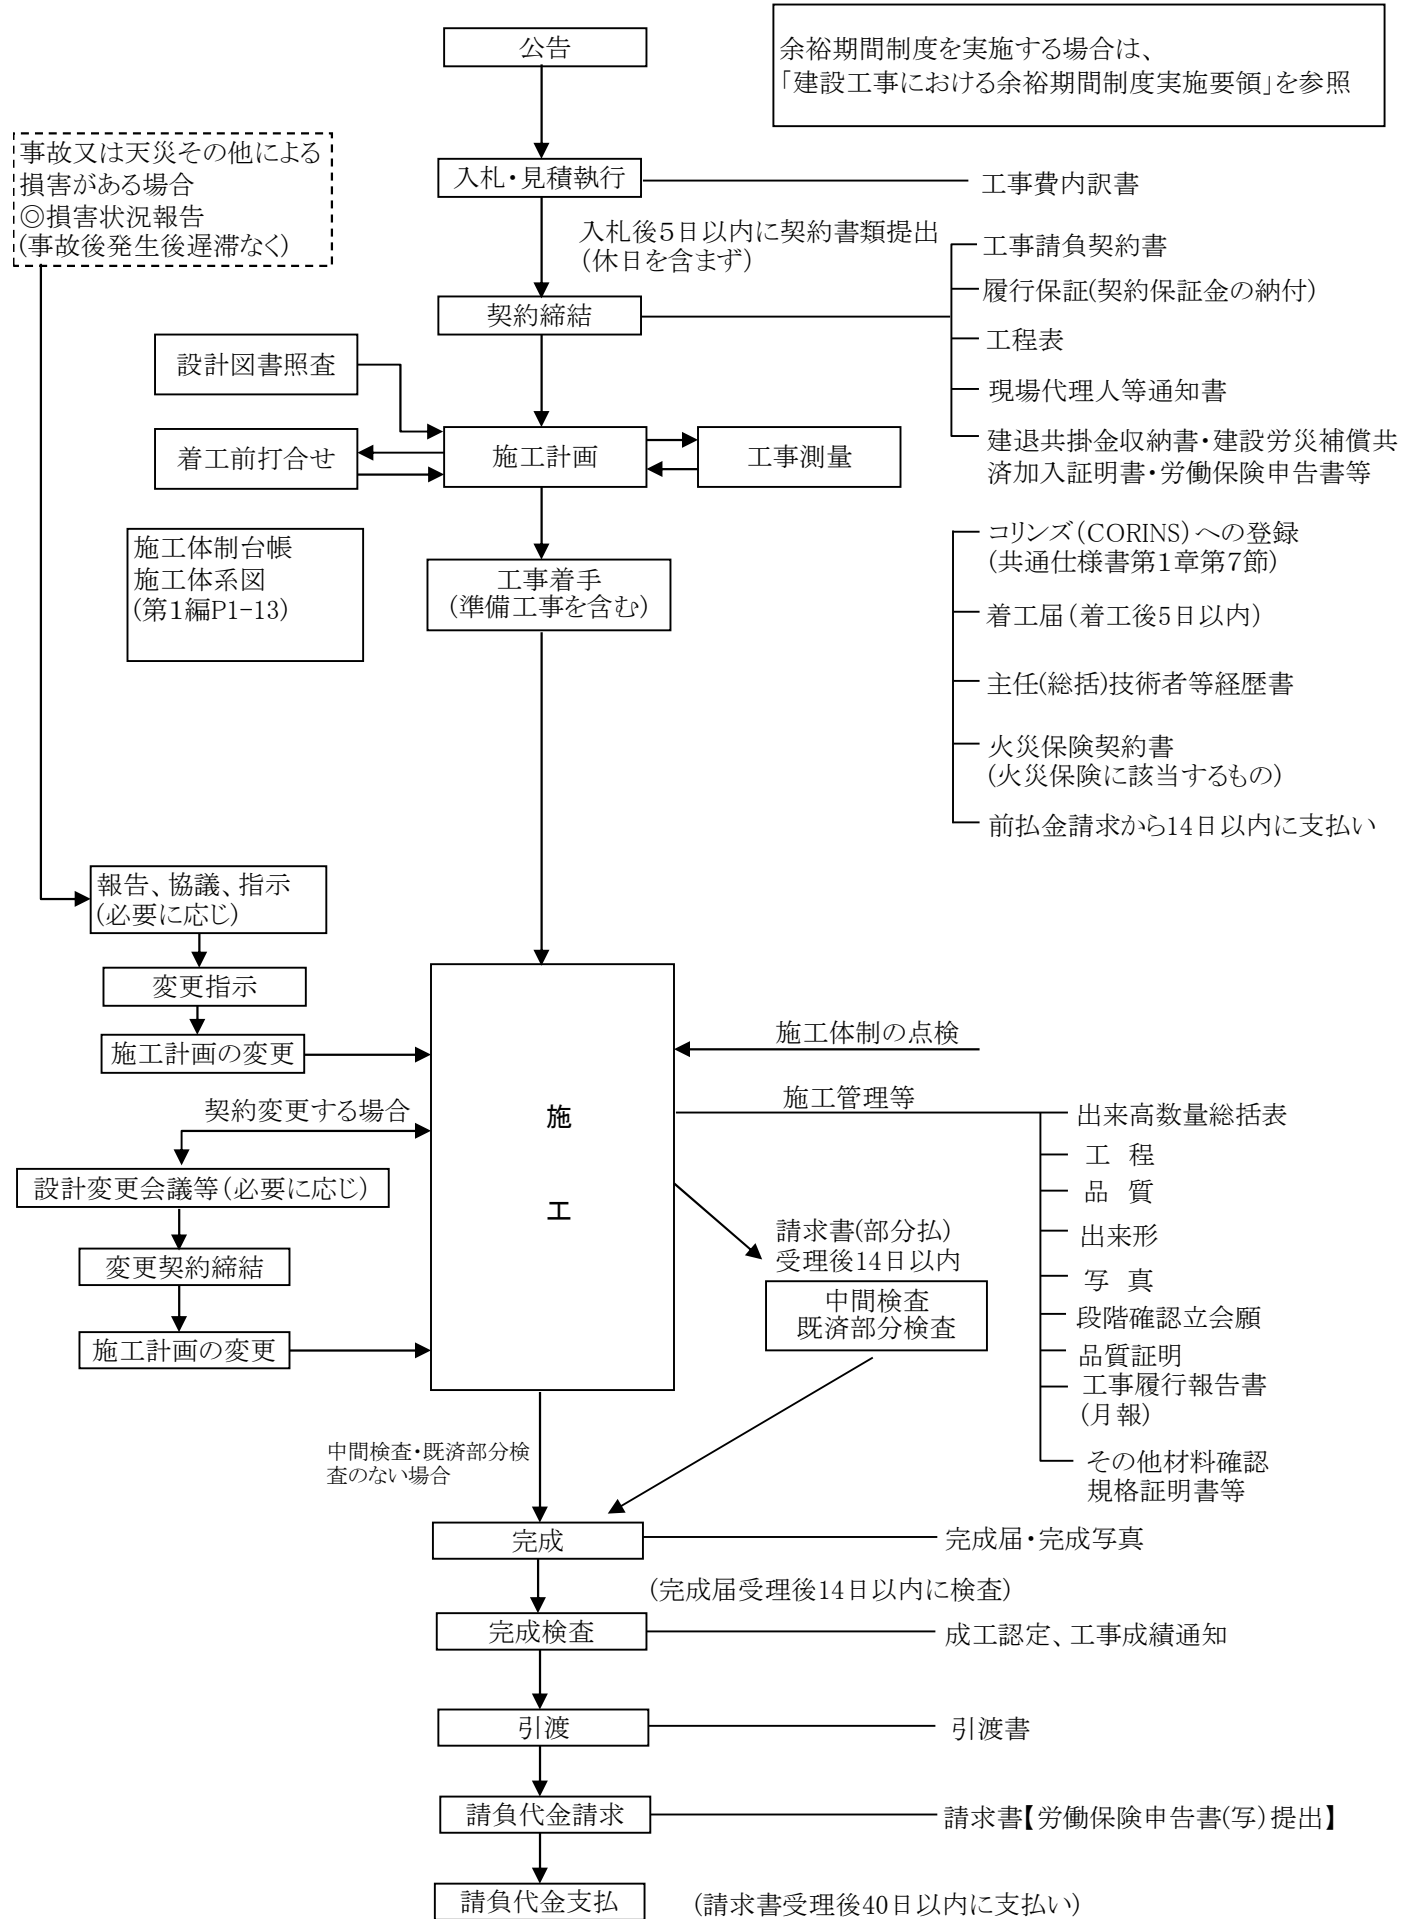 公告
余裕期間制度を実施する場合は、
「建設工事における余裕期間制度実施要領」を参照
事故又は天災その他による
損害がある場合
◎損害状況報告
(事故後発生後遅滞なく)
入札・見積執行
工事費内訳書
入札後5日以内に契約書類提出
(休日を含まず)
契約締結
工事請負契約書
履行保証(契約保証金の納付)
工程表
現場代理人等通知書
建退共掛金収納書・建設労災補償共
済加入証明書・労働保険申告書等
設計図書照査
着工前打合せ
施工計画
工事測量
施工体制台帳
施工体系図
(第1編P1-13)
工事着手
(準備工事を含む)
コリンズ(CORINS)への登録
(共通仕様書第1章第7節)
着工届(着工後5日以内)
主任(総括)技術者等経歴書
火災保険契約書
(火災保険に該当するもの)
前払金請求から14日以内に支払い
報告、協議、指示
(必要に応じ)
変更指示
施工計画の変更
契約変更する場合
設計変更会議等(必要に応じ)
変更契約締結
施工計画の変更
施
工
施工体制の点検
施工管理等
出来高数量総括表
工 程
品 質
出来形
写 真
段階確認立会願
品質証明
工事履行報告書
(月報)
その他材料確認
規格証明書等
請求書(部分払)
受理後14日以内
中間検査
既済部分検査
中間検査・既済部分検
査のない場合
完成
完成届・完成写真
(完成届受理後14日以内に検査)
完成検査
成工認定、工事成績通知
引渡
引渡書
請負代金請求
請求書【労働保険申告書(写)提出】
請負代金支払
(請求書受理後40日以内に支払い)